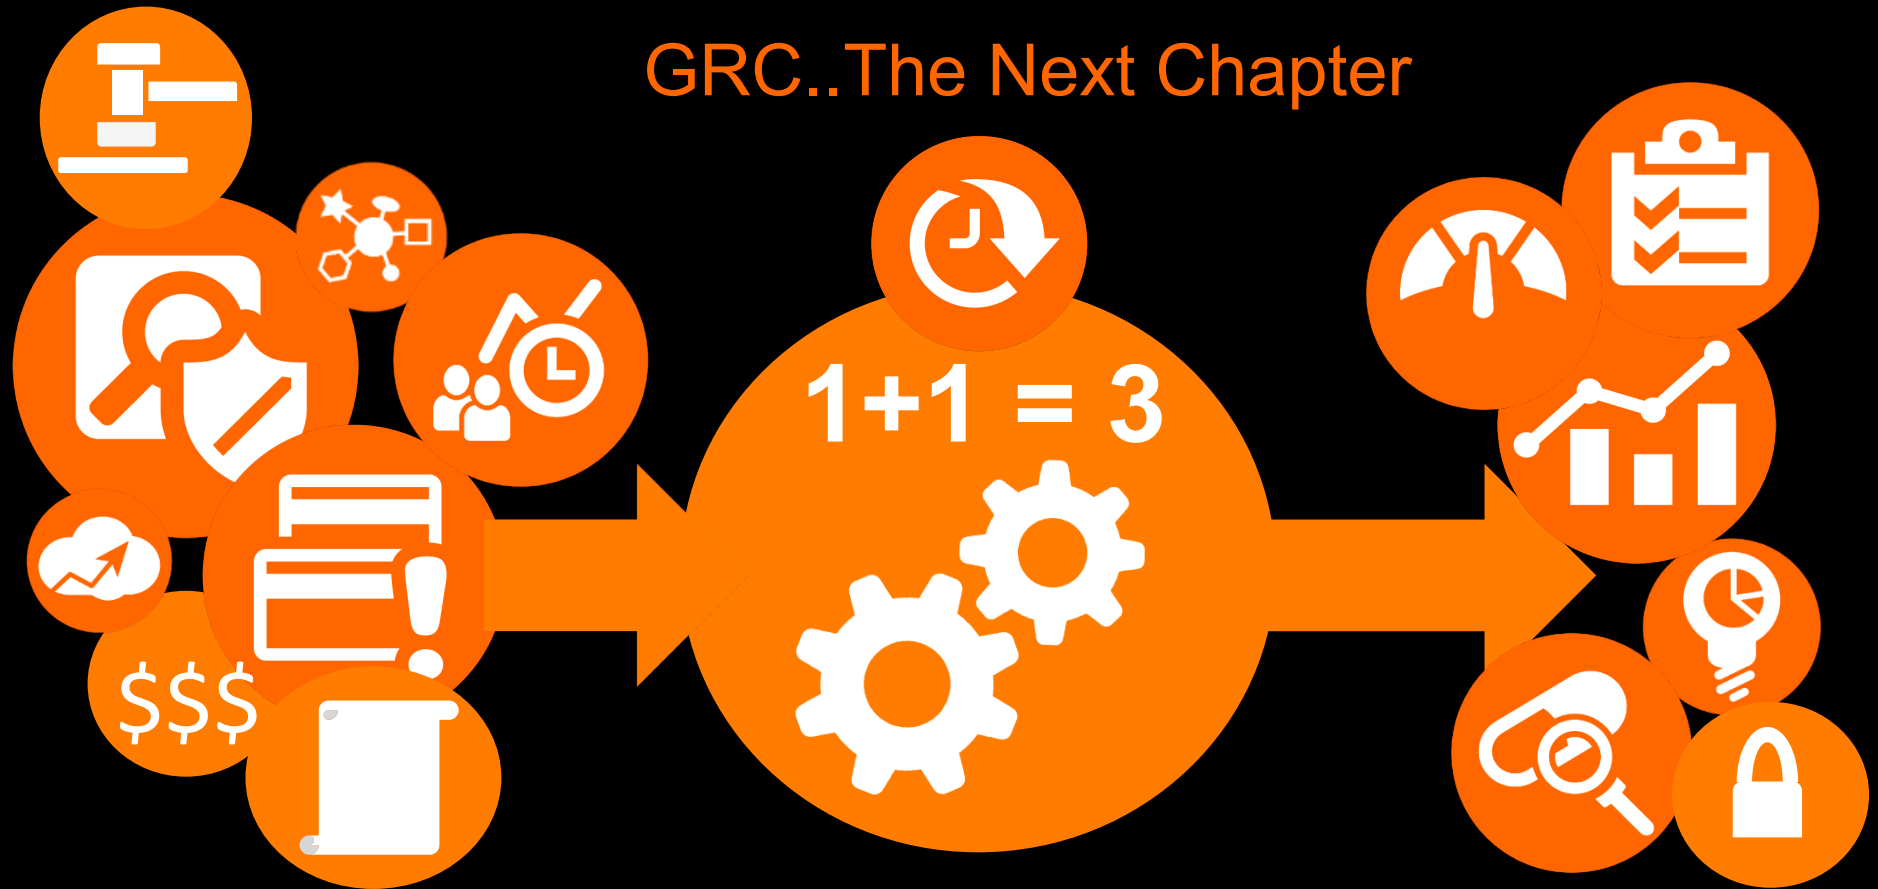 GRC..The Next Chapter
1+1 = 3
$$$